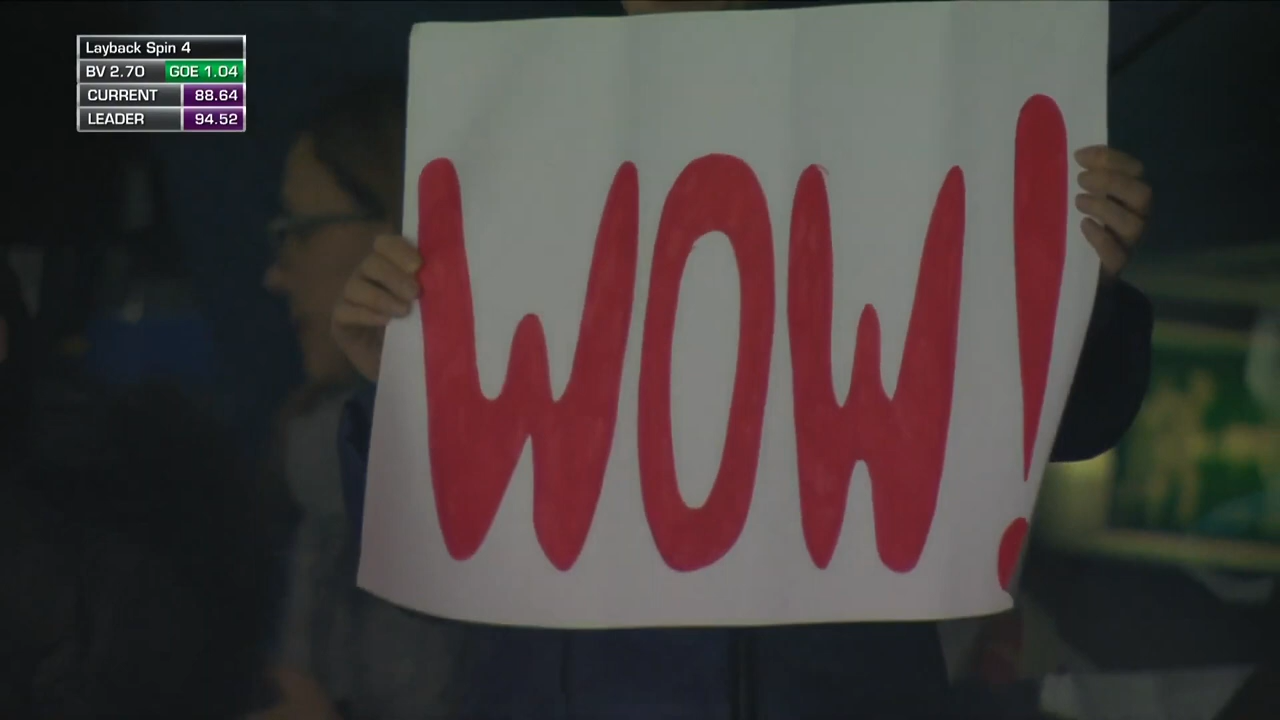 Layback Spin 4
BV 2.70 GOE 1.04
CURRENT 88.64
LEADER 94.52
WOW!